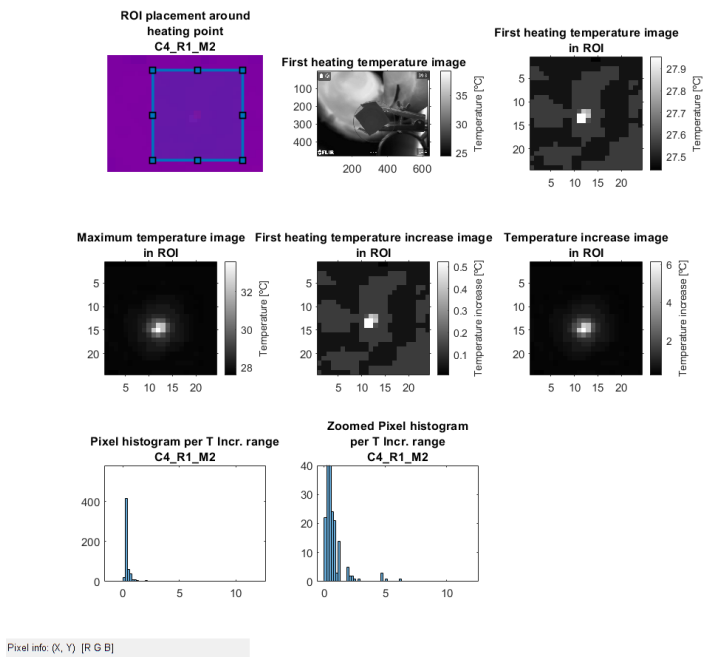 ROI placement around
heating point
C4_R1_M2
First heating temperature image
First heating temperature image
in ROI
100
200
300
400
200 400 600
35
30
25
Temperature [ºC]
5
10
15
20
5 10 15 20
27.9
27.8
27.7
27.6
27.5
Temperature [ºC]
Maximum temperature image
in ROI
First heating temperature increase image
in ROI
Temperature increase image
in ROI
5
10
15
20
5 10 15 20
32
30
28
Temperature [ºC]
5
10
15
20
5 10 15 20
0.5
0.4
0.3
0.2
0.1
Temperature increase [ºC]
5
10
15
20
5 10 15 20
6
4
2
Temperature increase [ºC]
Pixel histogram per T Incr. range
C4_R1_M2
Zoomed Pixel histogram
per T Incr. range
C4_R1_M2
400
200
0
0 5 10
40
30
20
10
0
0 5 10
Pixel info: (X, Y) [R G B]